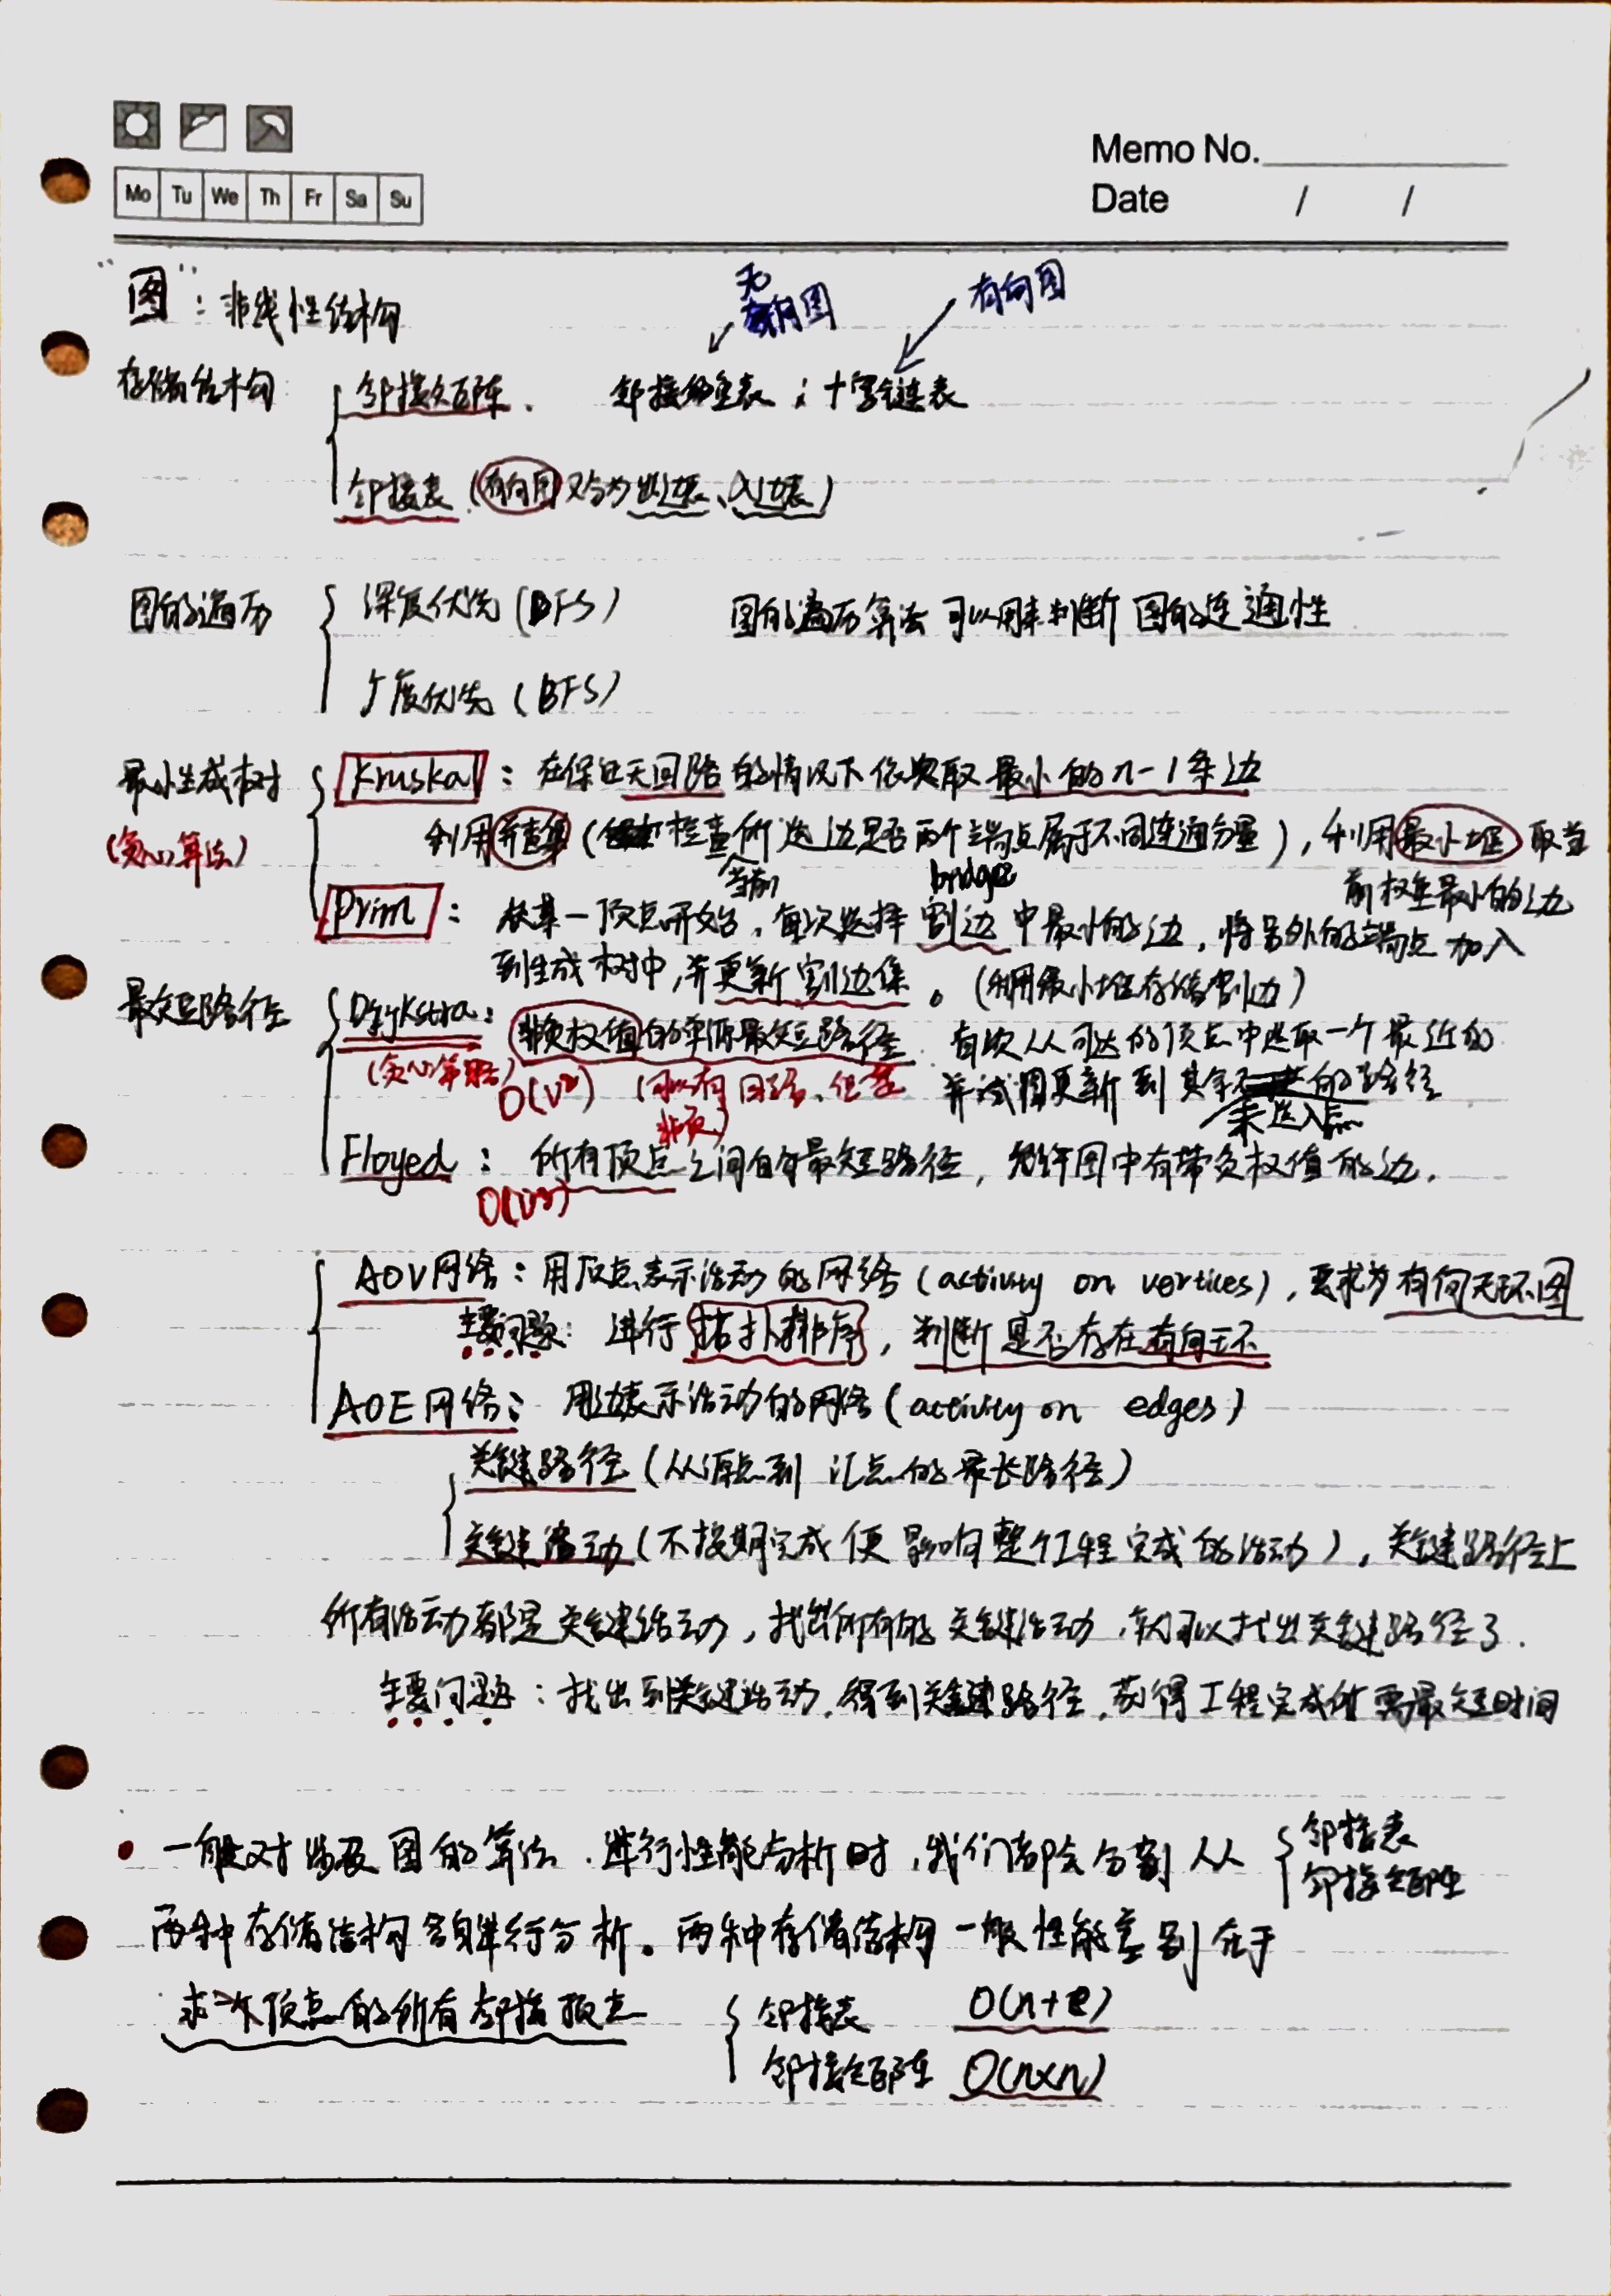 Memo No.
Mo Tu We Th Fr Sa Su
Date / /
"图"：非线性结构
无向图
有向图
存储结构
邻接矩阵. 邻接多重表；十字链表
邻接表 (有向图又分为出边表、入边表)
图的遍历
深度优先 (DFS) 图的遍历算法可以用来判断图的连通性
广度优先 (BFS)
最小生成树
(贪心算法)
Kruskal：在保证无回路的情况下依次取最小的n-1条边
利用并查集 (检查所选边是否两个端点属于不同连通分量)，利用最小堆取当
前权重最小的边
当前
bridge
Prim：从某一顶点开始，每次选择割边中最小的边，将另外的端点加入
到生成树中，并更新割边集。(利用最小堆存储割边)
最短路径
Dijykstra：非负权值的单源最短路径. 每次从可达的顶点中选取一个最近的
(贪心算法)
O(V²) (可以有回路，但要
非负)
并试图更新到其余的路径
未选入点
Floyed：所有顶点之间的最短路径，允许图中有带负权值的边.
O(V³)
AOV网络：用顶点表示活动的网络(activity on vertices)，要求为有向无环图
主要问题：进行拓扑排序，判断是否存在有向环
AOE网络：用边表示活动的网络(activity on edges)
关键路径(从源点到汇点的最长路径)
关键活动(不按期完成便影响整个工程完成的活动)，关键路径上
所有活动都是关键活动，找出所有的关键活动，就可以找出关键路径了.
主要问题：找出到关键活动，得到关键路径，获得工程完成所需最短时间
一般对涉及图的算法，进行性能分析时，我们都会分别从
邻接表
邻接矩阵
两种存储结构进行分析。两种存储结构一般性能差别在于
求一个顶点的所有邻接顶点
邻接表 O(n+e)
邻接矩阵 O(n×n)